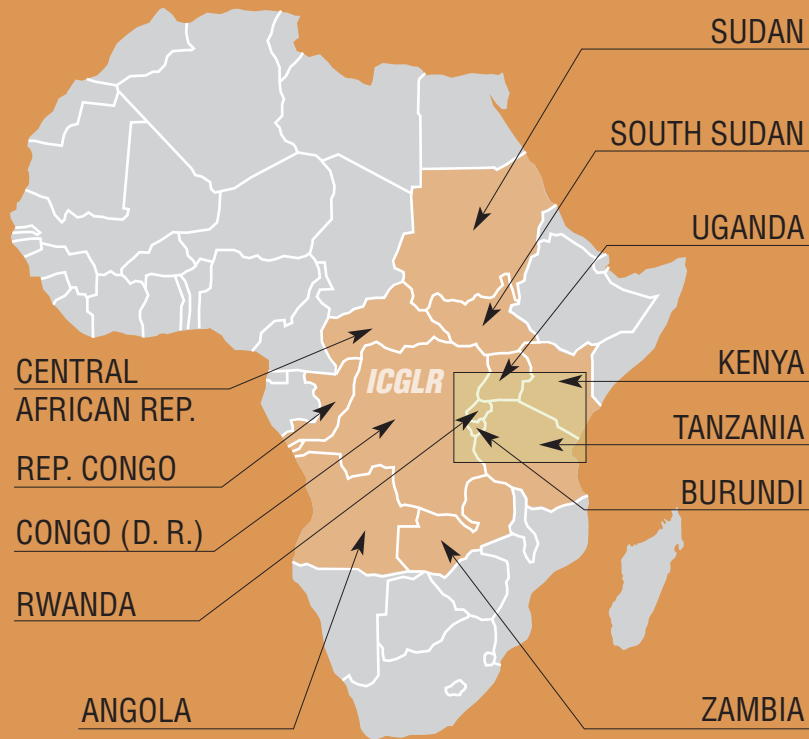 SUDAN
SOUTH SUDAN
UGANDA
KENYA
CENTRAL
AFRICAN REP.
ICGLR
TANZANIA
REP. CONGO
BURUNDI
CONGO (D. R.)
RWANDA
ANGOLA
ZAMBIA